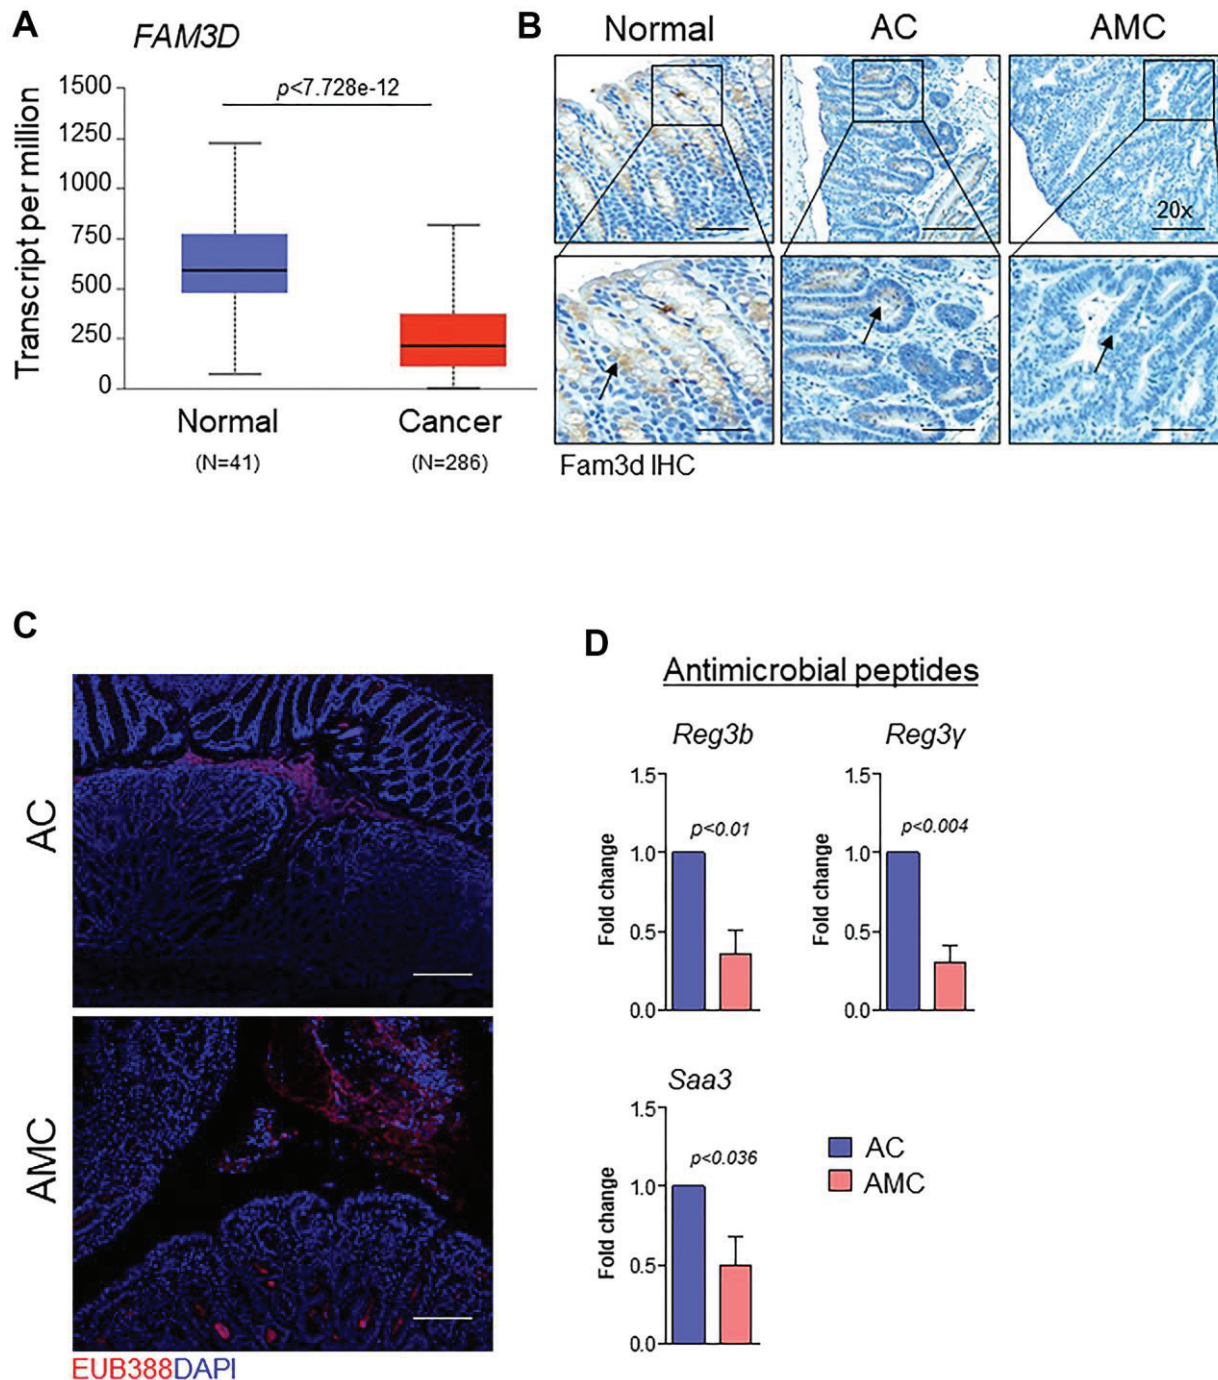 A
FAM3D
p<7.728e-12
1500
1250
1000
750
500
250
0
Transcript per million
Normal
Cancer
(N=41)
(N=286)
B
Normal
AC
AMC
20x
Fam3d IHC
C
AC
AMC
EUB388DAPI
D
Antimicrobial peptides
Reg3b
1.5
1.0
0.5
0.0
Fold change
p<0.01
Reg3γ
1.5
1.0
0.5
0.0
Fold change
p<0.004
Saa3
1.5
1.0
0.5
0.0
Fold change
p<0.036
AC
AMC